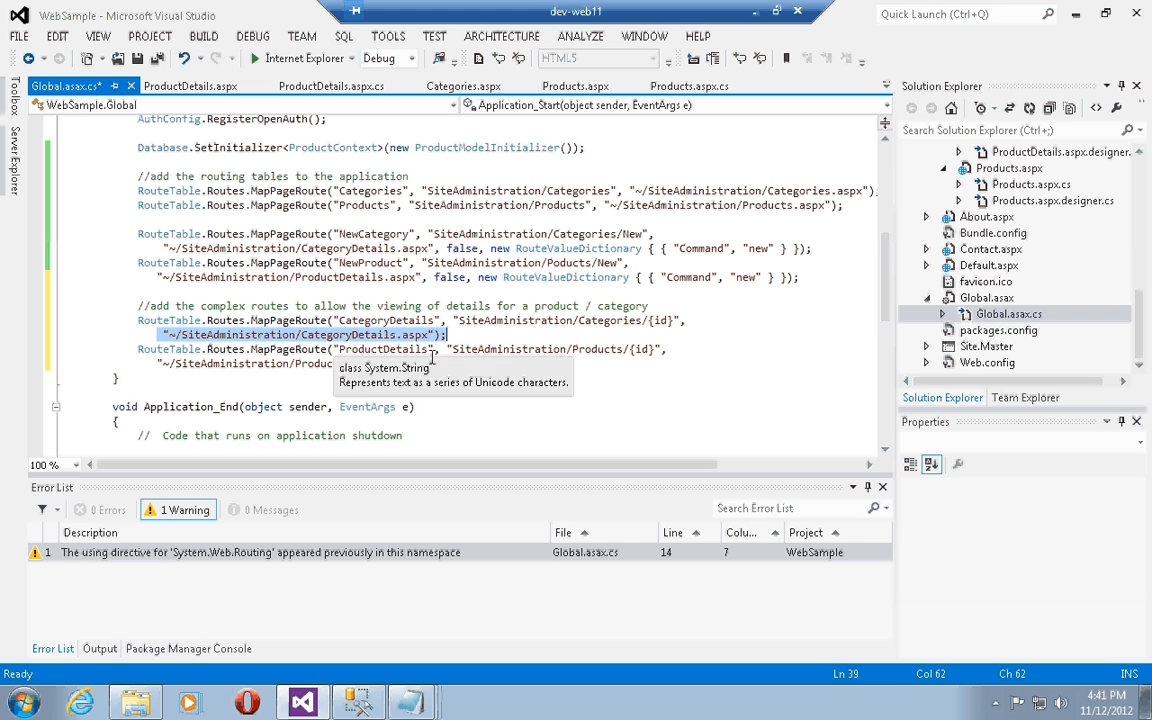 WebSample - Microsoft Visual Studio
dev-web11
Quick Launch (Ctrl+Q)
FILE EDIT VIEW PROJECT BUILD DEBUG TEAM SQL TOOLS TEST ARCHITECTURE ANALYZE WINDOW HELP
Internet Explorer Debug HTML5
Global.asax.cs* ProductDetails.aspx ProductDetails.aspx.cs Categories.aspx Products.aspx Products.aspx.cs
WebSample.Global Application_Start(object sender, EventArgs e)
Toolbox
Server Explorer
AuthConfig.RegisterOpenAuth();
Database.SetInitializer<ProductContext>(new ProductModelInitializer());
//add the routing tables to the application
RouteTable.Routes.MapPageRoute("Categories", "SiteAdministration/Categories", "~/SiteAdministration/Categories.aspx");
RouteTable.Routes.MapPageRoute("Products", "SiteAdministration/Products", "~/SiteAdministration/Products.aspx");
RouteTable.Routes.MapPageRoute("NewCategory", "SiteAdministration/Categories/New",
"~/SiteAdministration/CategoryDetails.aspx", false, new RouteValueDictionary { { "Command", "new" } });
RouteTable.Routes.MapPageRoute("NewProduct", "SiteAdministration/Poducts/New",
"~/SiteAdministration/ProductDetails.aspx", false, new RouteValueDictionary { { "Command", "new" } });
//add the complex routes to allow the viewing of details for a product / category
RouteTable.Routes.MapPageRoute("CategoryDetails", "SiteAdministration/Categories/{id}",
"~/SiteAdministration/CategoryDetails.aspx");
RouteTable.Routes.MapPageRoute("ProductDetails", "SiteAdministration/Products/{id}",
"~/SiteAdministration/Produ
class System.String
Represents text as a series of Unicode characters.
}
void Application_End(object sender, EventArgs e)
{
// Code that runs on application shutdown
100 %
Solution Explorer
Search Solution Explorer (Ctrl+;)
ProductDetails.aspx.designer.
Products.aspx
Products.aspx.cs
Products.aspx.designer.cs
About.aspx
Bundle.config
Contact.aspx
Default.aspx
favicon.ico
Global.asax
Global.asax.cs
packages.config
Site.Master
Web.config
Solution Explorer Team Explorer
Properties
Error List
0 Errors 1 Warning 0 Messages Search Error List
Description File Line Colu... Project
1 The using directive for 'System.Web.Routing' appeared previously in this namespace Global.asax.cs 14 7 WebSample
Error List Output Package Manager Console
Ready Ln 39 Col 62 Ch 62 INS
4:41 PM
11/12/2012